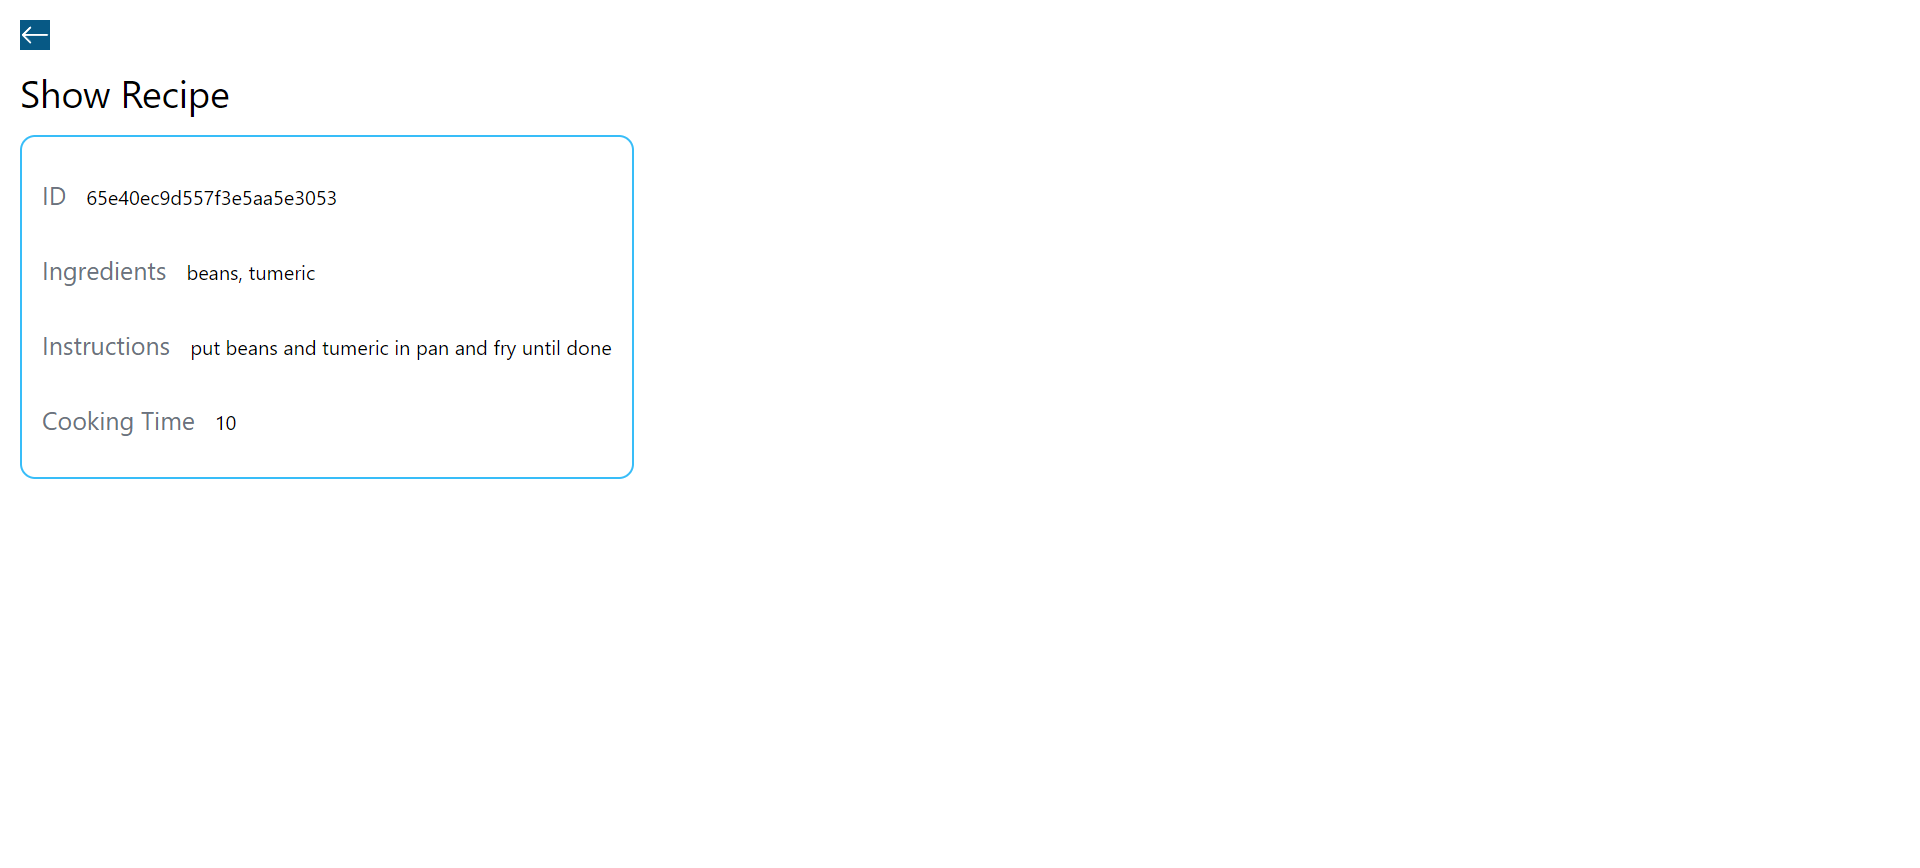 Show Recipe
ID 65e40ec9d557f3e5aa5e3053
Ingredients beans, tumeric
Instructions put beans and tumeric in pan and fry until done
Cooking Time 10